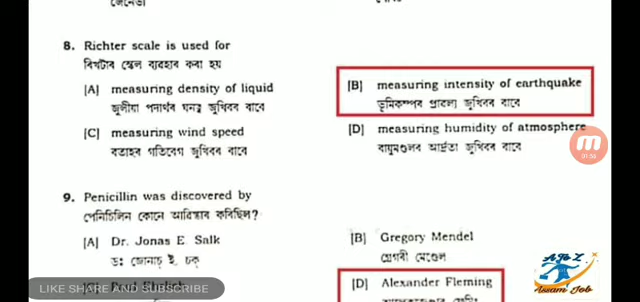 জেনেভা
8. Richter scale is used for
ৰিখটাৰ স্কেল ব্যৱহাৰ কৰা হয়
[A] measuring density of liquid
জুলীয়া পদাৰ্থৰ ঘনত্ব জুখিবৰ বাবে
[B] measuring intensity of earthquake
ভূমিকম্পৰ প্ৰাবল্য জুখিবৰ বাবে
[C] measuring wind speed
বতাহৰ গতিবেগ জুখিবৰ বাবে
[D] measuring humidity of atmosphere
বায়ুমণ্ডলৰ আৰ্দ্ৰতা জুখিবৰ বাবে
01:56
9. Penicillin was discovered by
পেনিচিলিন কোনে আৱিষ্কাৰ কৰিছিল?
[A] Dr. Jonas E. Salk
ড: জোনাচ্ ই. চক্
[B] Gregory Mendel
গ্ৰেগৰী মেণ্ডেল
[D] Alexander Fleming
LIKE SHARE AND SUBSCRIBE
A To Z
Assam Job